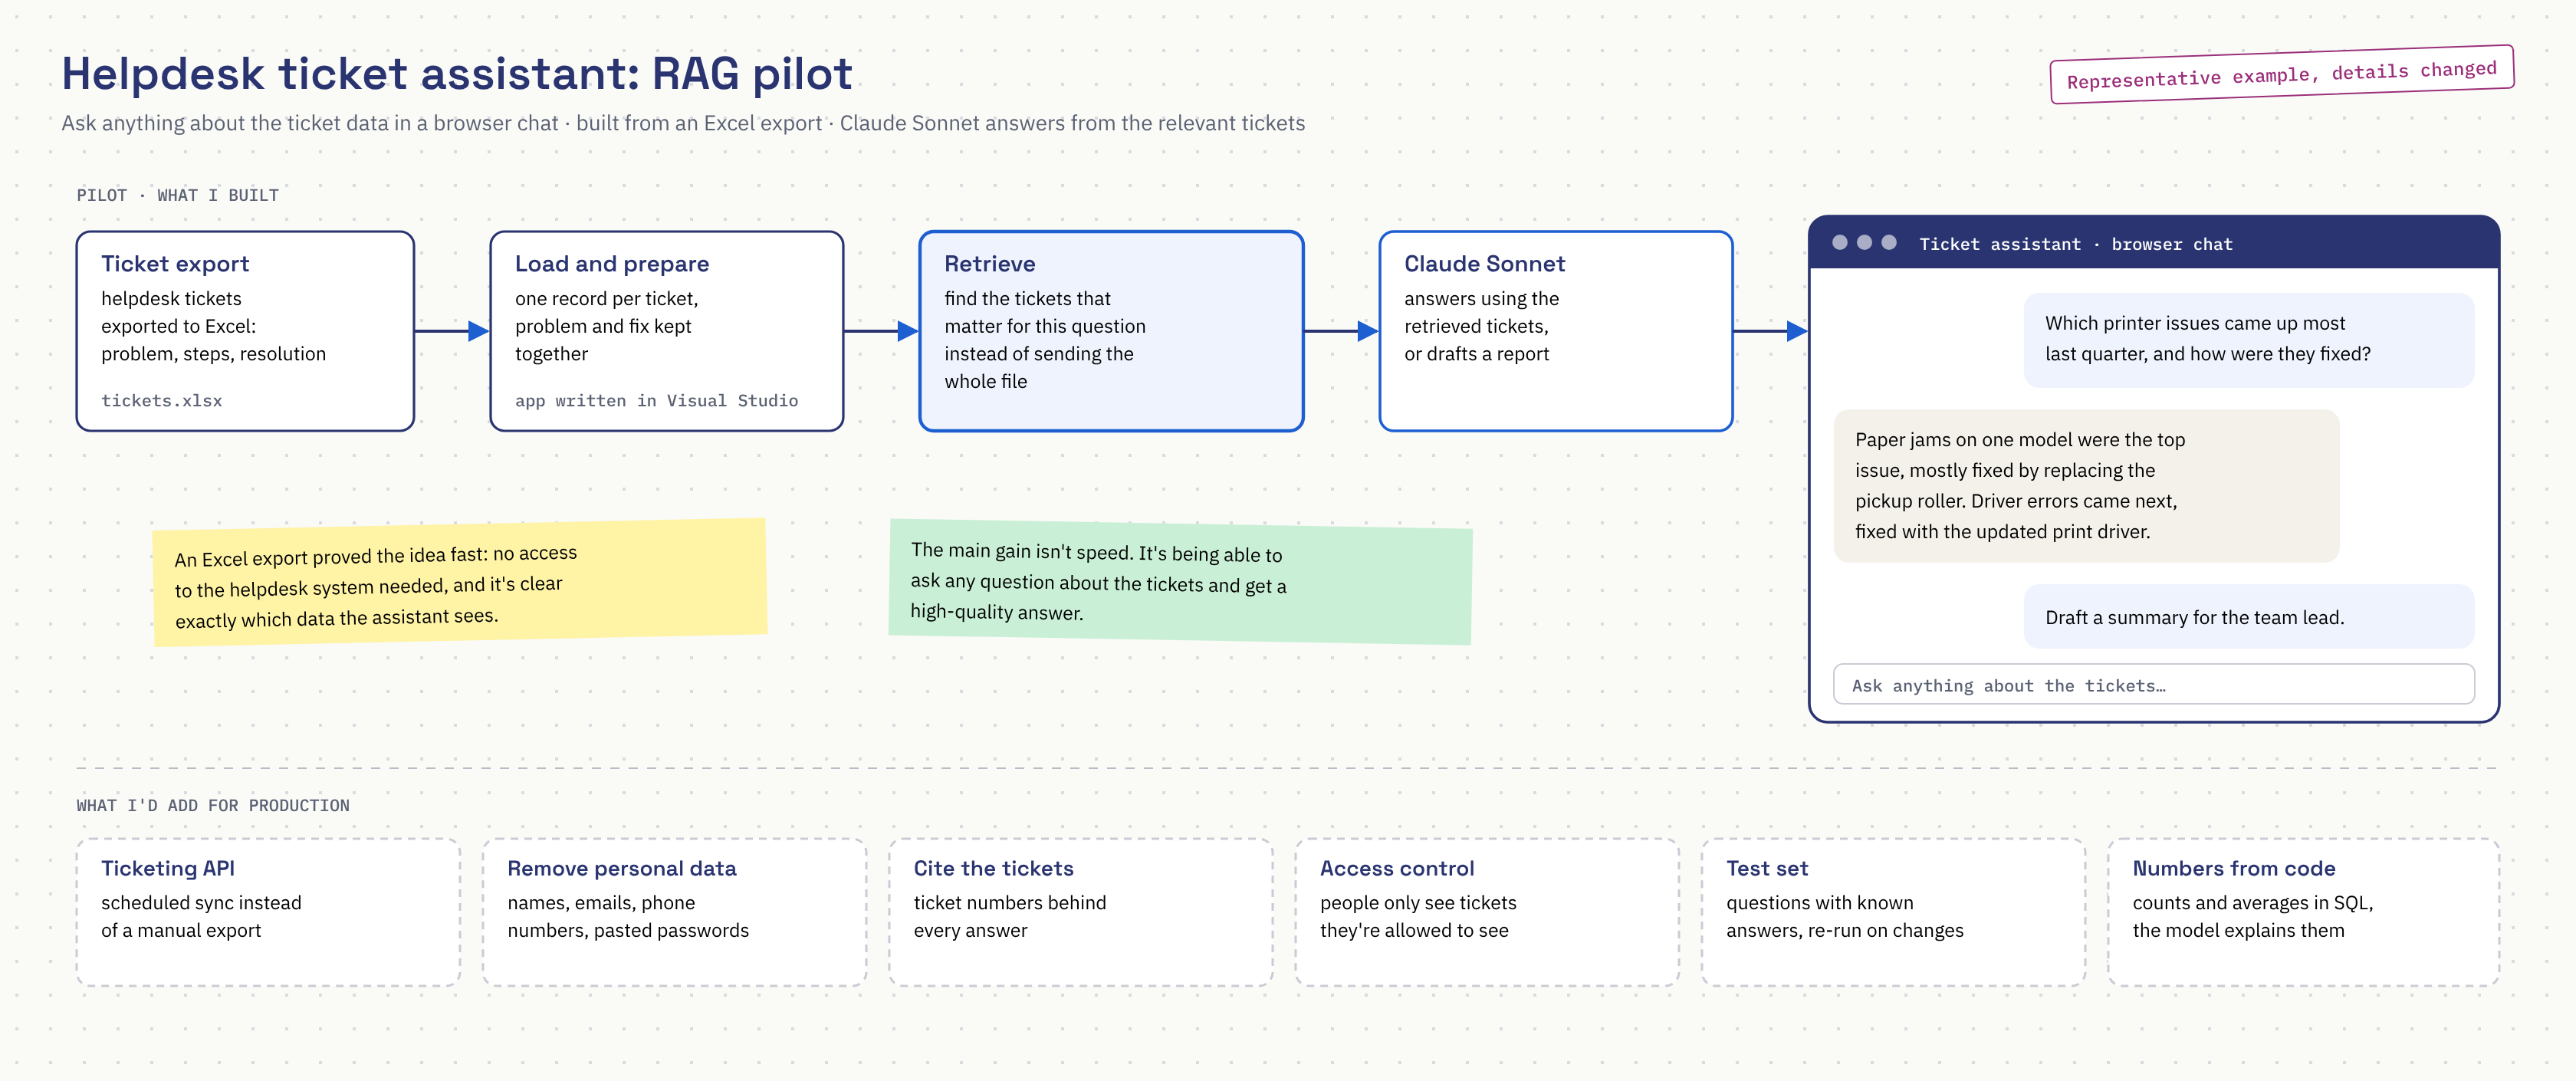 Helpdesk ticket assistant: RAG pilot
Representative example, details changed
Ask anything about the ticket data in a browser chat · built from an Excel export · Claude Sonnet answers from the relevant tickets
PILOT · WHAT I BUILT
Ticket export
helpdesk tickets
exported to Excel:
problem, steps, resolution
tickets.xlsx
Load and prepare
one record per ticket,
problem and fix kept
together
app written in Visual Studio
Retrieve
find the tickets that
matter for this question
instead of sending the
whole file
Claude Sonnet
answers using the
retrieved tickets,
or drafts a report
Ticket assistant · browser chat
Which printer issues came up most
last quarter, and how were they fixed?
Paper jams on one model were the top
issue, mostly fixed by replacing the
pickup roller. Driver errors came next,
fixed with the updated print driver.
Draft a summary for the team lead.
Ask anything about the tickets…
An Excel export proved the idea fast: no access
to the helpdesk system needed, and it's clear
exactly which data the assistant sees.
The main gain isn't speed. It's being able to
ask any question about the tickets and get a
high-quality answer.
WHAT I'D ADD FOR PRODUCTION
Ticketing API
scheduled sync instead
of a manual export
Remove personal data
names, emails, phone
numbers, pasted passwords
Cite the tickets
ticket numbers behind
every answer
Access control
people only see tickets
they're allowed to see
Test set
questions with known
answers, re-run on changes
Numbers from code
counts and averages in SQL,
the model explains them